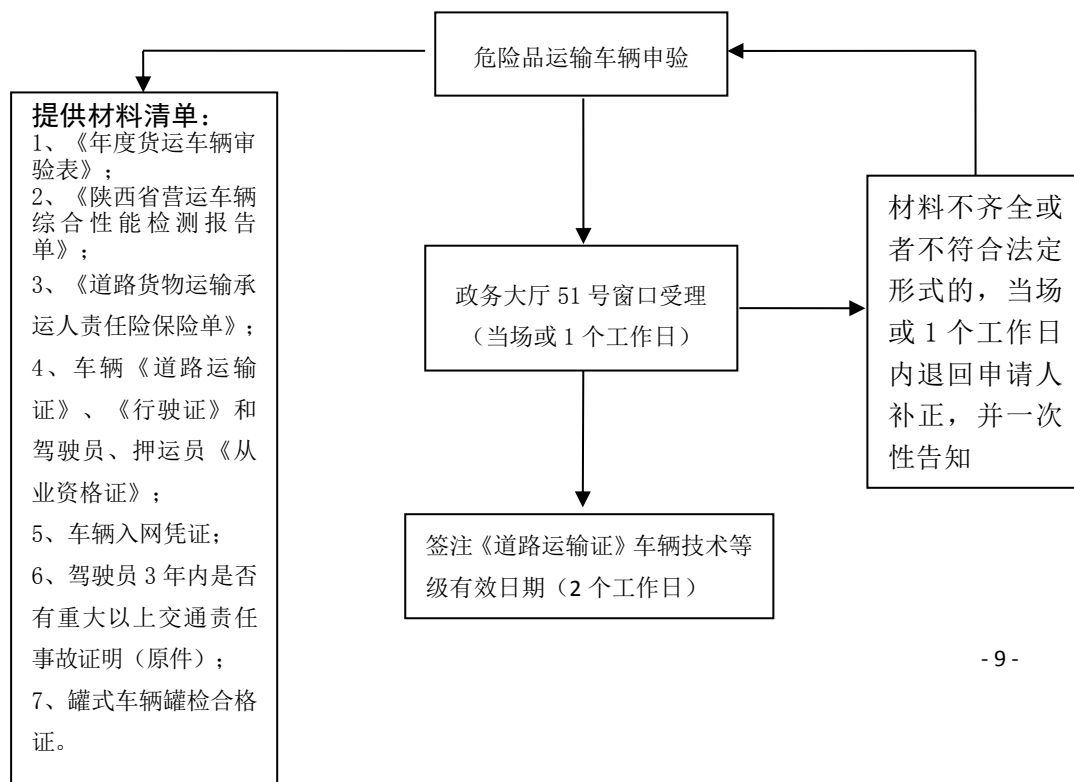 危险品运输车辆申验
提供材料清单：
1、《年度货运车辆审
验表》；
2、《陕西省营运车辆
综合性能检测报告
单》；
3、《道路货物运输承
运人责任险保险单》；
4、车辆《道路运输
证》、《行驶证》和
驾驶员、押运员《从
业资格证》；
5、车辆入网凭证；
6、驾驶员 3 年内是否
有重大以上交通责任
事故证明（原件）；
7、罐式车辆罐检合格
证。
政务大厅 51 号窗口受理
（当场或 1 个工作日）
材料不齐全或
者不符合法定
形式的，当场
或 1 个工作日
内退回申请人
补正，并一次
性告知
签注《道路运输证》车辆技术等
级有效日期（2 个工作日）
- 9 -